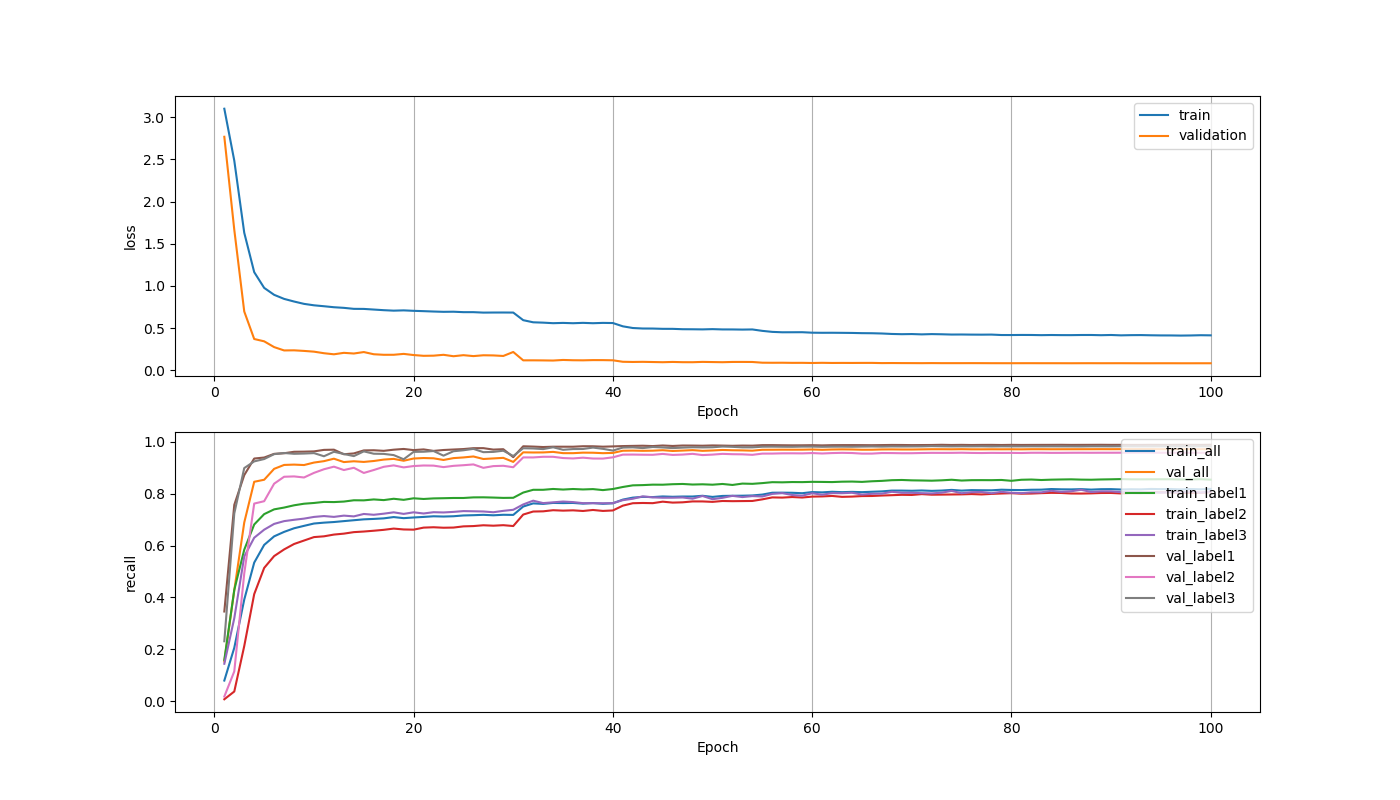 3.0
2.5
2.0
1.5
1.0
0.5
0.0
loss
train
validation
0 20 40 60 80 100
Epoch
1.0
0.8
0.6
0.4
0.2
0.0
recall
train_all
val_all
train_label1
train_label2
train_label3
val_label1
val_label2
val_label3
0 20 40 60 80 100
Epoch